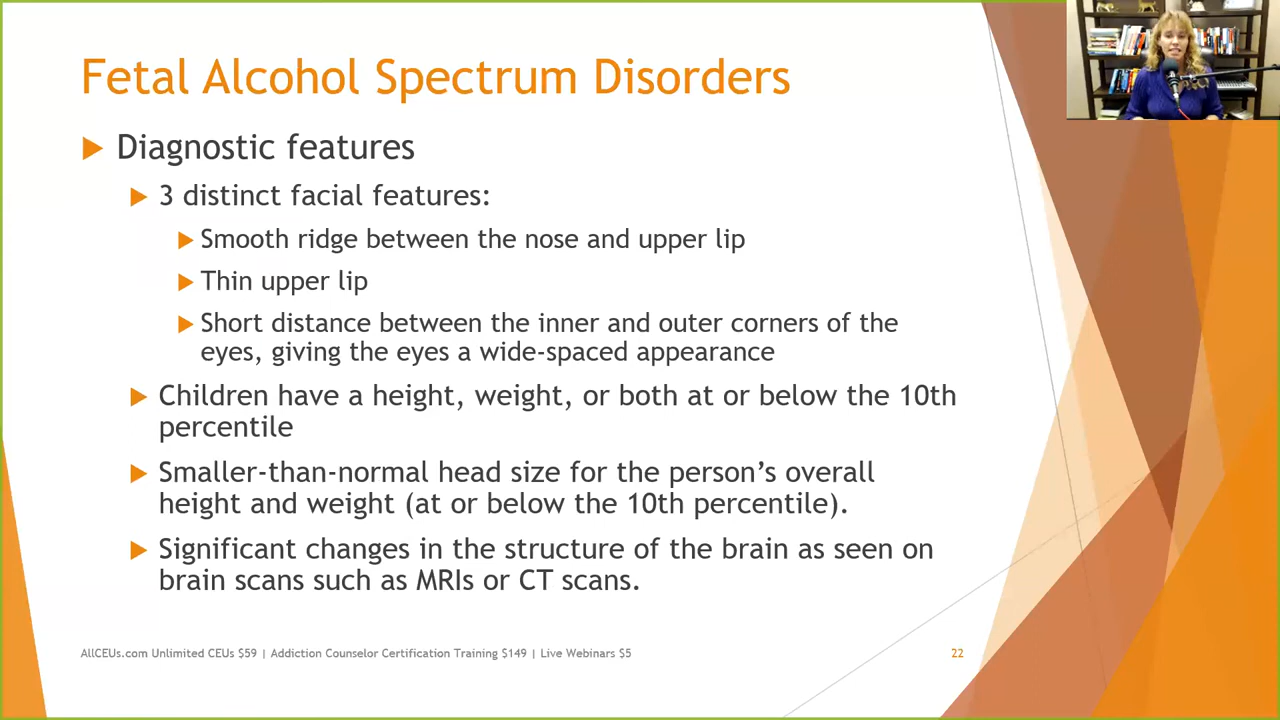 Fetal Alcohol Spectrum Disorders
Diagnostic features
3 distinct facial features:
Smooth ridge between the nose and upper lip
Thin upper lip
Short distance between the inner and outer corners of the
eyes, giving the eyes a wide-spaced appearance
Children have a height, weight, or both at or below the 10th
percentile
Smaller-than-normal head size for the person’s overall
height and weight (at or below the 10th percentile).
Significant changes in the structure of the brain as seen on
brain scans such as MRIs or CT scans.
AllCEUs.com Unlimited CEUs $59 | Addiction Counselor Certification Training $149 | Live Webinars $5
22